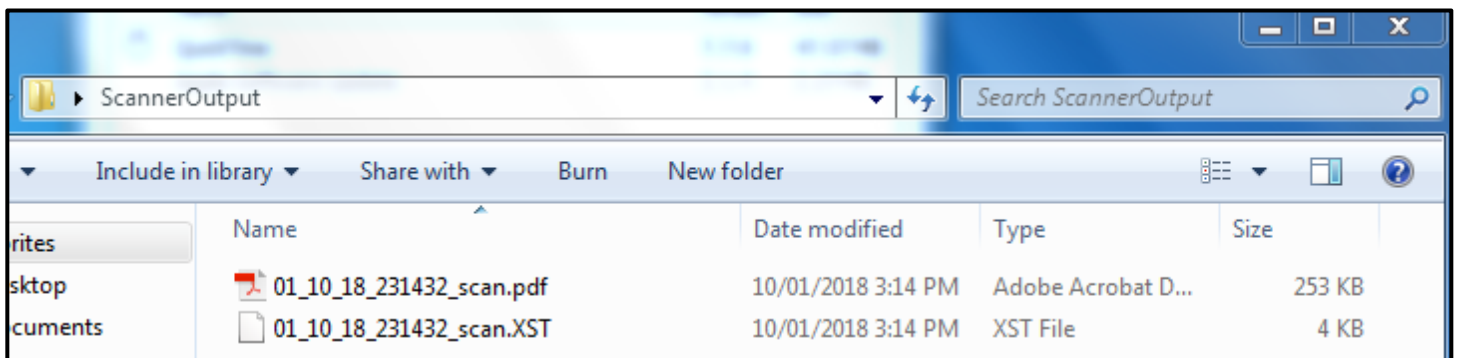 ScannerOutput Search ScannerOutput
Include in library Share with Burn New folder
Name Date modified Type Size
rites
sktop 01_10_18_231432_scan.pdf 10/01/2018 3:14 PM Adobe Acrobat D... 253 KB
cuments 01_10_18_231432_scan.XST 10/01/2018 3:14 PM XST File 4 KB